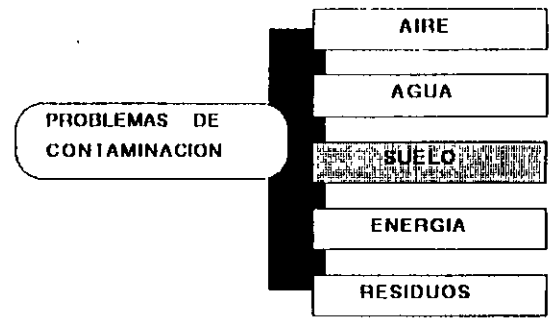 AIRE
AGUA
PROBLEMAS DE
CONTAMINACION
SUELO
ENERGIA
RESIDUOS